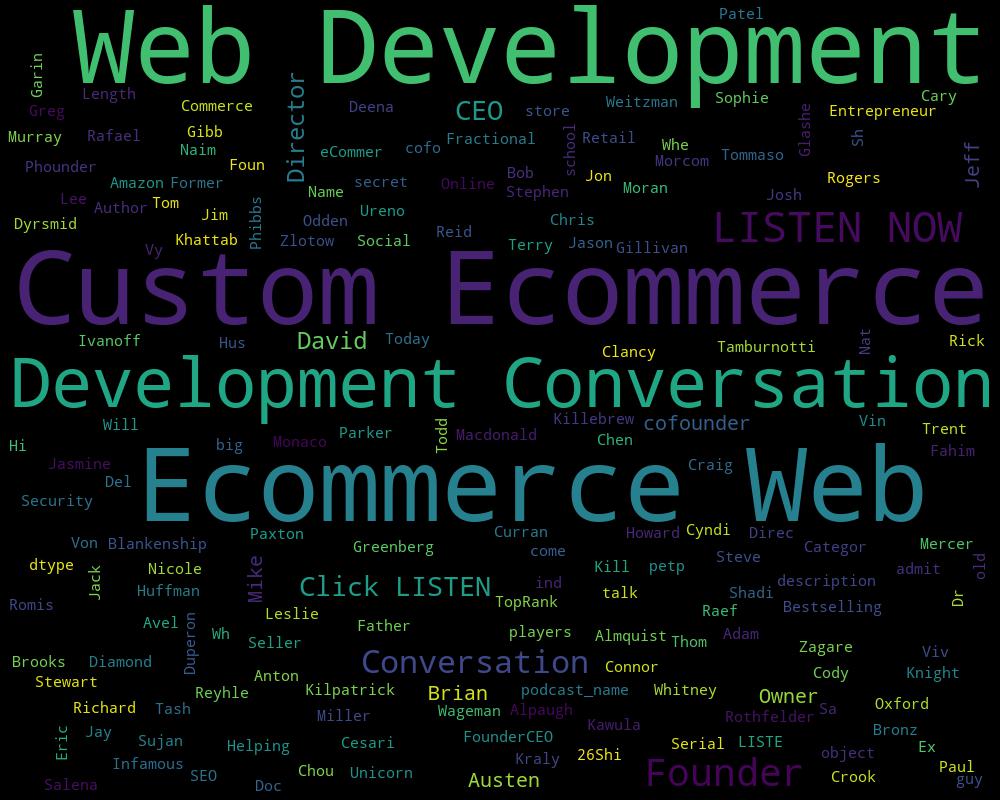 Patel
Web Development
Garin
Length
Greg
Commerce
Director
Deena
CEO
store
Weitzman
Sophie
Cary
Entrepreneur
Murray
Rafael
Gibb
Naim
Foun
eCommer
cofo
Fractional
school
Retail
Whe
Morcom
Tommaso
Glashe
Sh
Jeff
Phounder
Amazon
Former
Name
secret
Online
Bob
Stephen
Jon
Moran
Josh
Rogers
Lee
Author
Tom
Jim
Phibbs
Odden
Ureno
Chris
LISTEN NOW
Dyrsmid
Vy
Khattab
Zlotow
Social
Reid
Terry
Jason
Gillivan
Custom Ecommerce
Ivanoff
Hus
David
Today
Clancy
Tamburnotti
Nat
Rick
Development Conversation
Will
Hi
big
Monaco
Parker
Todd
Macdonald
Killebrew
Chen
cofounder
Vin
Trent
Fahim
Jasmine
Del
Security
Ecommerce Web
Craig
Von
Blankenship
Paxton
Greenberg
Curran
come
Howard
Cyndi
Direc
Steve
Categor
Mercer
old
dtype
Jack
Nicole
Huffman
Mike
Click LISTEN
ind
Kill
petp
description
admit
Romis
Leslie
TopRank
talk
Shadi
Raef
Bestselling
Dr
Avel
Duperon
Wh
Seller
Father
players
Almquist
Thom
Adam
Zagare
Viv
Brooks
Diamond
Conversation
Connor
Cody
Knight
Stewart
Anton
Reyhle
Kilpatrick
Brian
podcast_name
Whitney
Owner
Oxford
Richard
Tash
Miller
Wageman
Alpaugh
Kawula
Rothfelder
Sa
Bronz
Eric
Jay
Sujan
Helping
Cesari
FounderCEO
Kraly
26Shi
Serial
LISTE
object
Ex
Infamous
SEO
Chou
Unicorn
Austen
Founder
Crook
Paul
guy
Salena
Doc